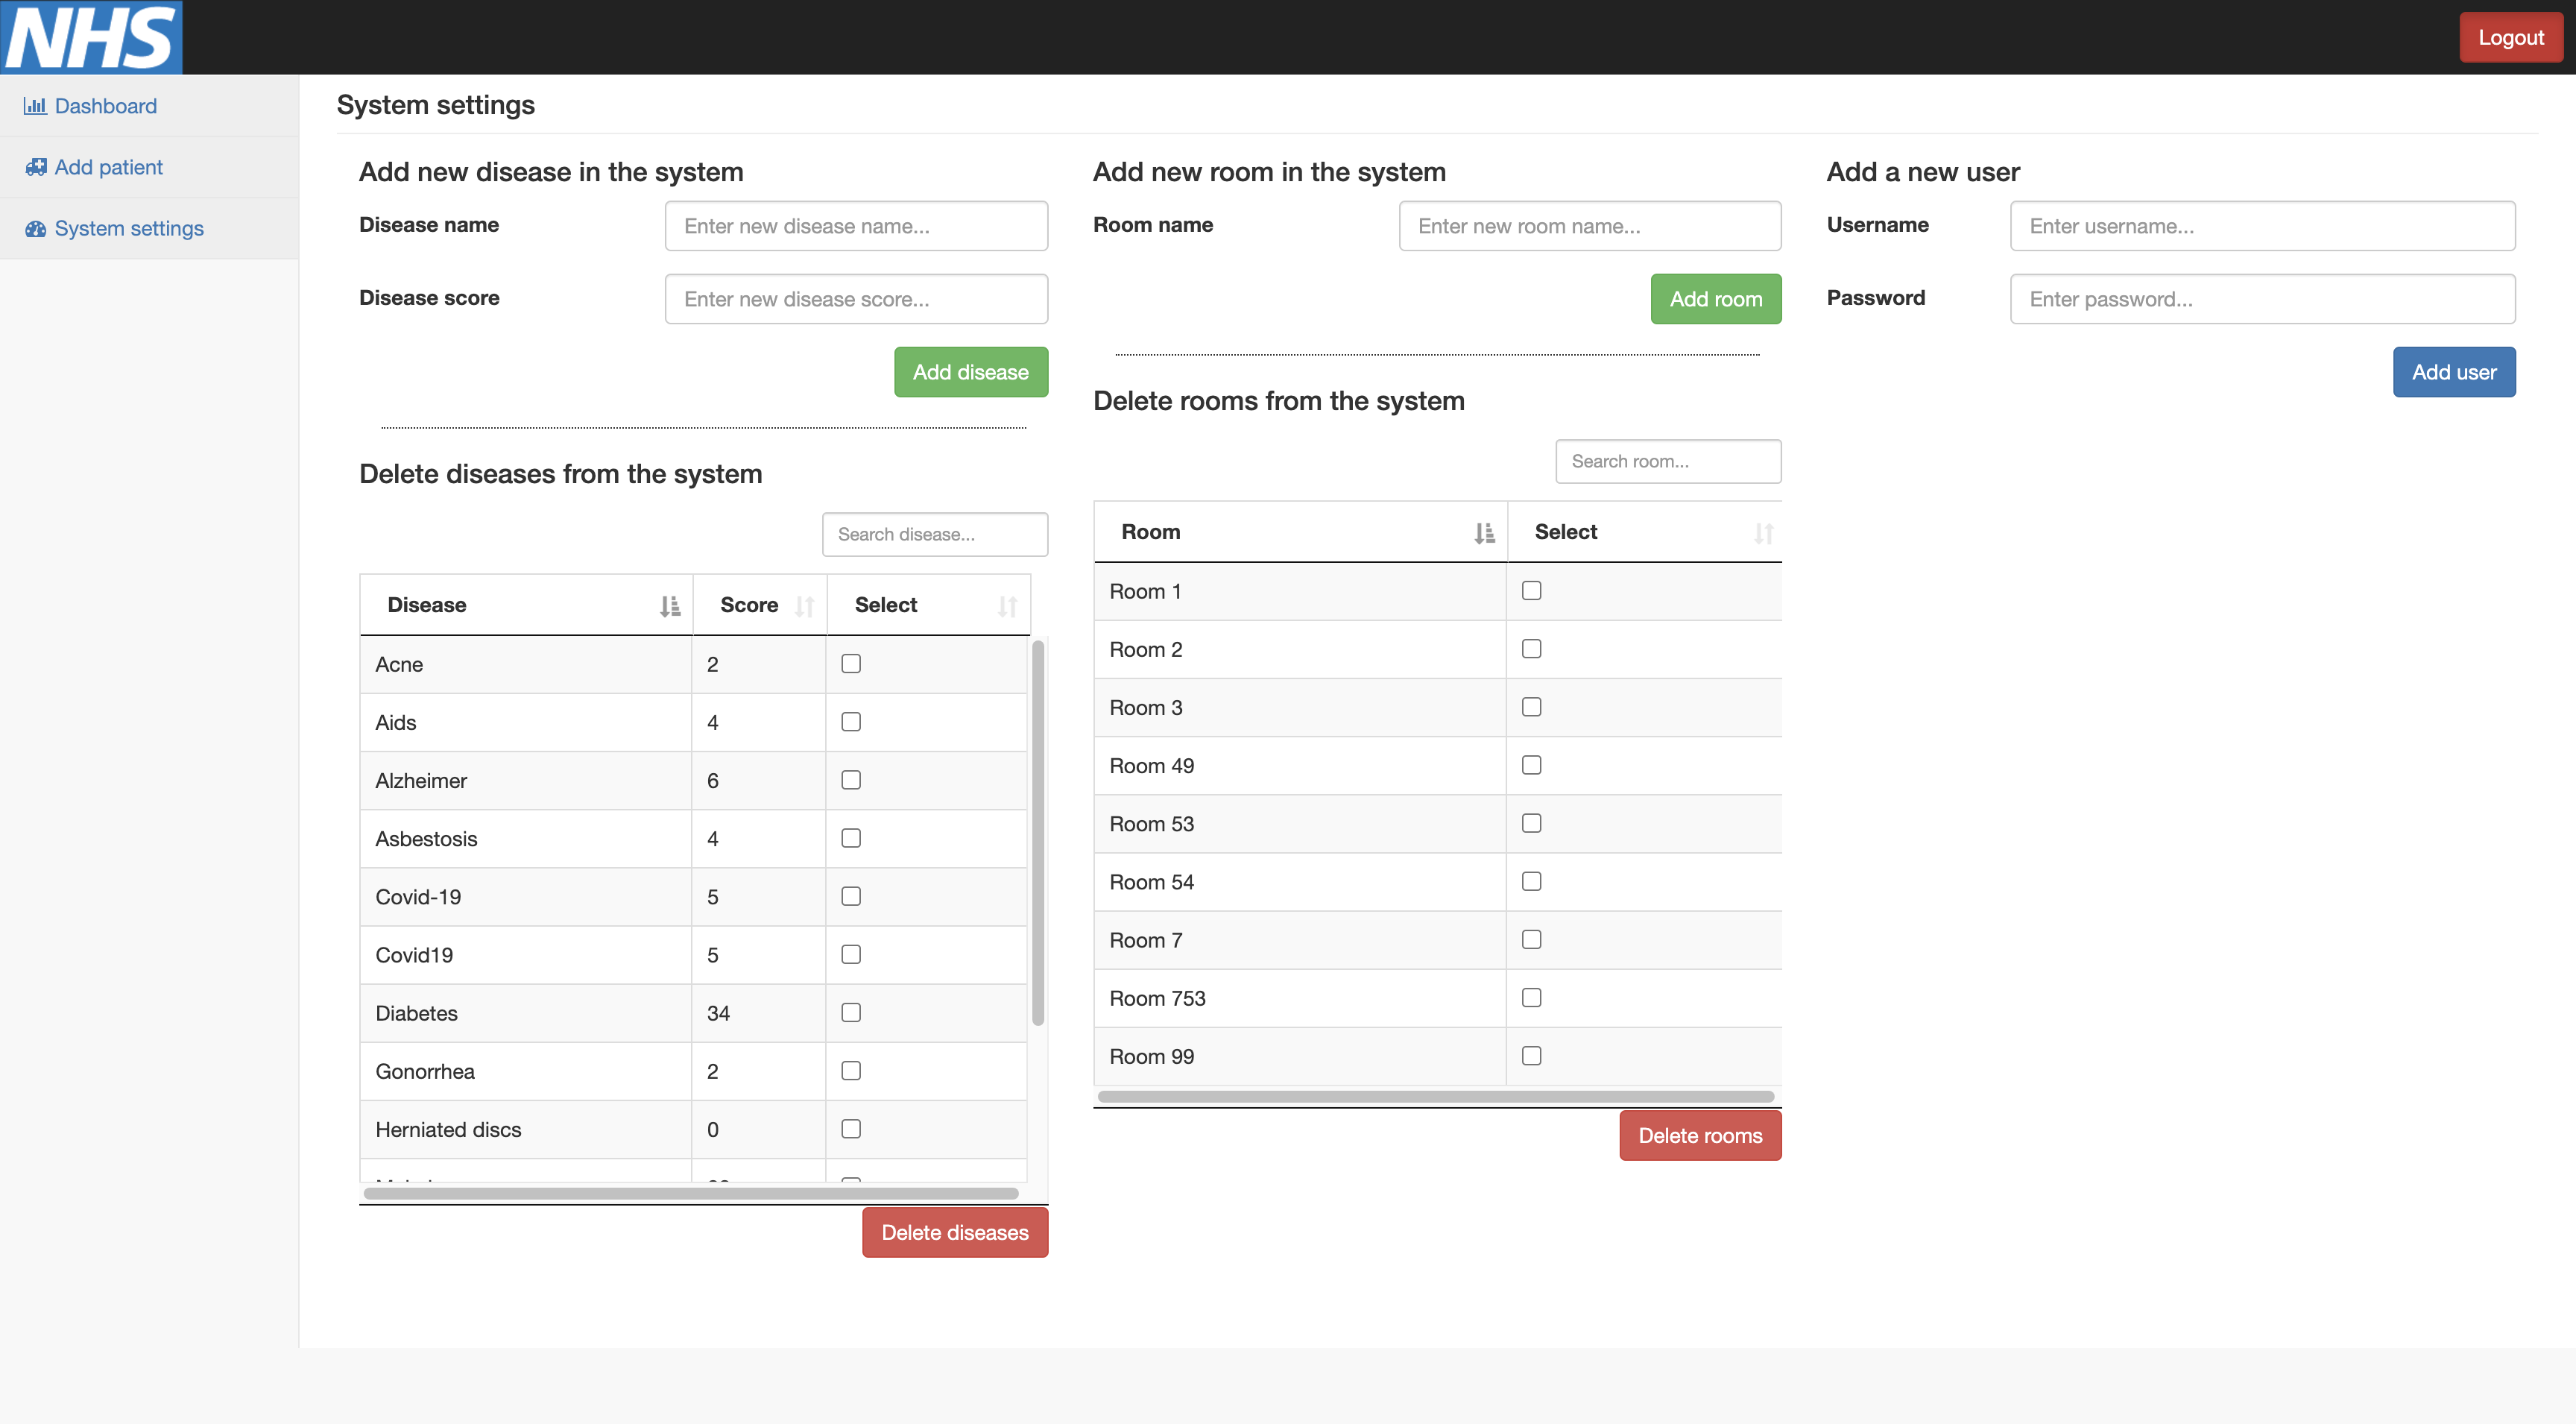 NHS
Logout
Dashboard
Add patient
System settings
System settings
Add new disease in the system
Disease name
Enter new disease name...
Disease score
Enter new disease score...
Add disease
Delete diseases from the system
Search disease...
Disease Score Select
Acne 2
Aids 4
Alzheimer 6
Asbestosis 4
Covid-19 5
Covid19 5
Diabetes 34
Gonorrhea 2
Herniated discs 0
Delete diseases
Add new room in the system
Room name
Enter new room name...
Add room
Delete rooms from the system
Search room...
Room Select
Room 1
Room 2
Room 3
Room 49
Room 53
Room 54
Room 7
Room 753
Room 99
Delete rooms
Add a new user
Username
Enter username...
Password
Enter password...
Add user